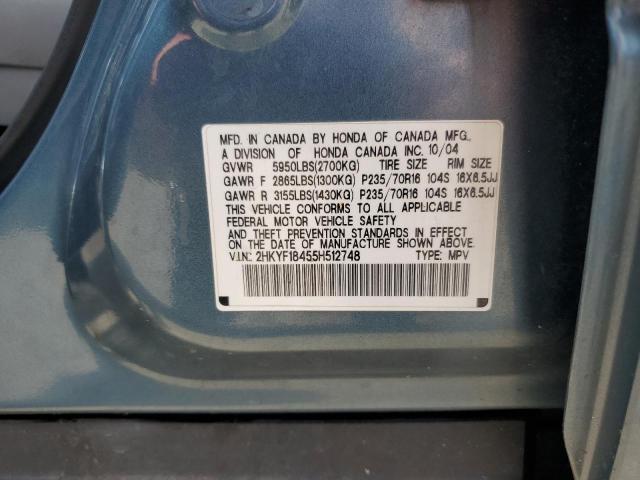 MFD. IN CANADA BY HONDA OF CANADA MFG.,
A DIVISION OF HONDA CANADA INC. 10/04
GVWR 5950LBS(2700KG) TIRE SIZE RIM SIZE
GAWR F 2865LBS(1300KG) P235/70R16 104S 16X6.5JJ
GAWR R 3155LBS(1430KG) P235/70R16 104S 16X6.5JJ
THIS VEHICLE CONFORMS TO ALL APPLICABLE
FEDERAL MOTOR VEHICLE SAFETY
AND THEFT PREVENTION STANDARDS IN EFFECT
ON THE DATE OF MANUFACTURE SHOWN ABOVE.
V.I.N.: 2HKYF18455H512748 TYPE: MPV